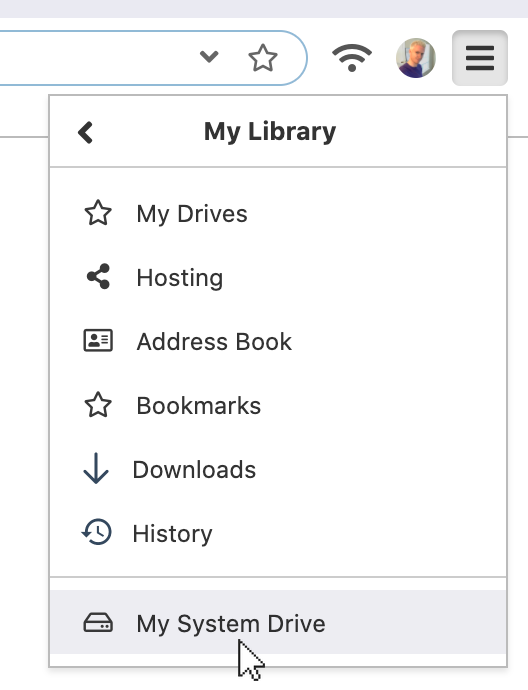 My Library
My Drives
Hosting
Address Book
Bookmarks
Downloads
History
My System Drive